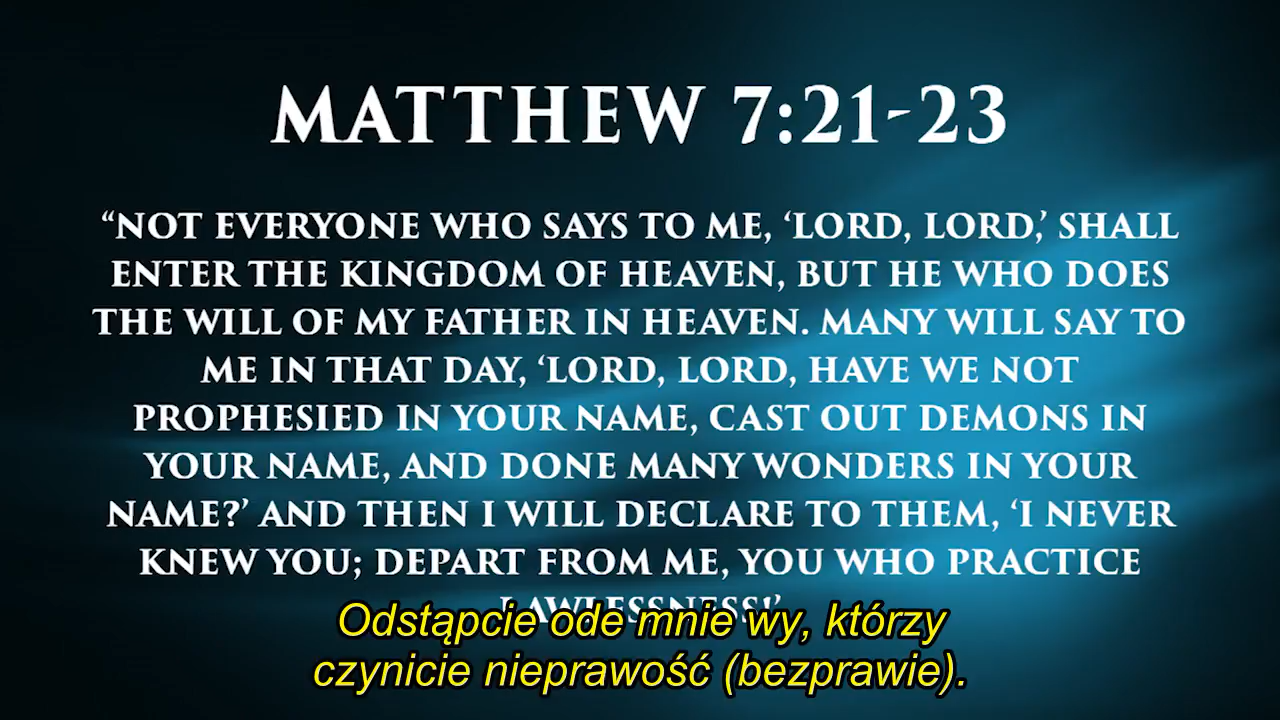 MATTHEW 7:21-23
“NOT EVERYONE WHO SAYS TO ME, ‘LORD, LORD,’ SHALL
ENTER THE KINGDOM OF HEAVEN, BUT HE WHO DOES
THE WILL OF MY FATHER IN HEAVEN. MANY WILL SAY TO
ME IN THAT DAY, ‘LORD, LORD, HAVE WE NOT
PROPHESIED IN YOUR NAME, CAST OUT DEMONS IN
YOUR NAME, AND DONE MANY WONDERS IN YOUR
NAME?’ AND THEN I WILL DECLARE TO THEM, ‘I NEVER
KNEW YOU; DEPART FROM ME, YOU WHO PRACTICE
LAWLESSNESS!’
Odstąpcie ode mnie wy, którzy
czynicie nieprawość (bezprawie).